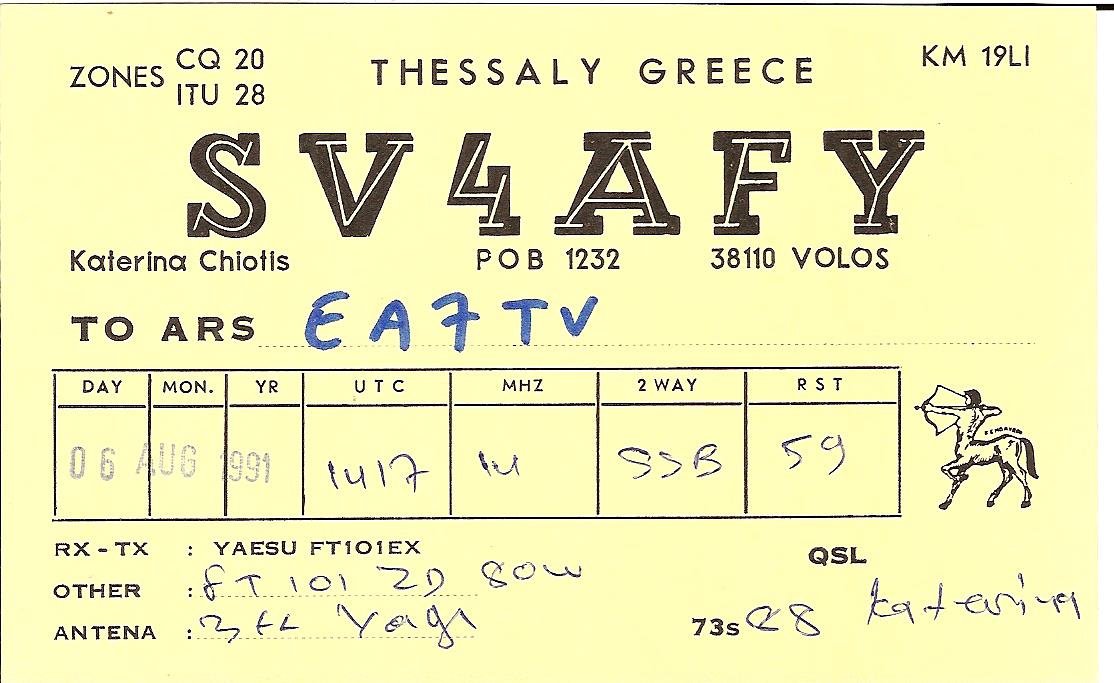 ZONES CQ 20
ITU 28
THESSALY GREECE
KM 19LI
SV4AFY
Katerina Chiotis POB 1232 38110 VOLOS
TO ARS EA7TV
DAY MON. YR UTC MHZ 2WAY RST
06 AUG 1991 1417 14 SSB 59
RX-TX : YAESU FT101EX
QSL
OTHER : FT 101 ZD 80W
ANTENA : 3 EL Yagi
73s 88 Katerina